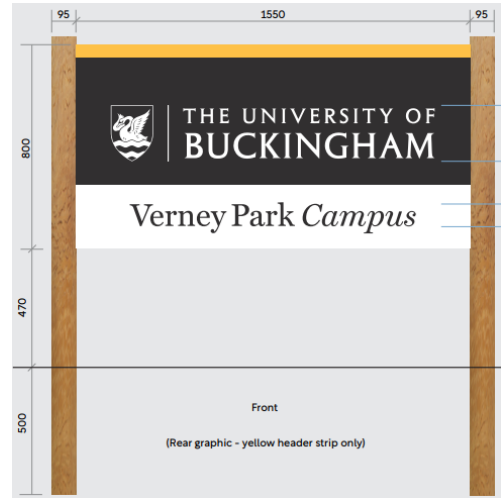 95 1550 95
800
THE UNIVERSITY OF
BUCKINGHAM
Verney Park Campus
470
500
Front
(Rear graphic - yellow header strip only)